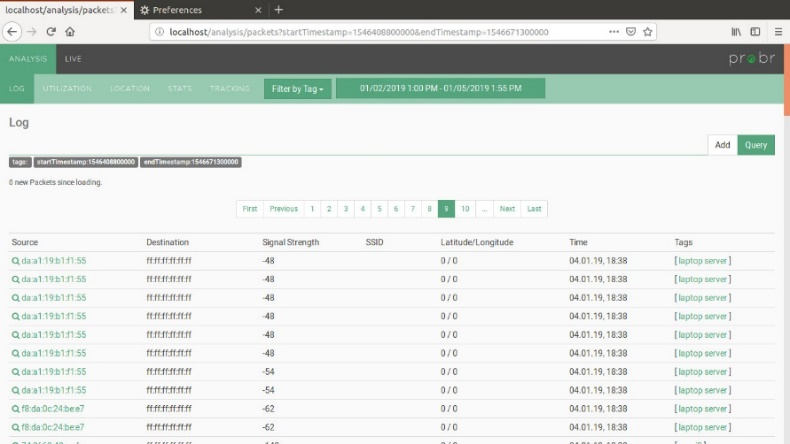 localhost/analysis/packets?
Preferences
localhost/analysis/packets?startTimestamp=1546408800000&endTimestamp=1546671300000
ANALYSIS LIVE
probr
LOG UTILIZATION LOCATION STATS TRACKING Filter by Tag 01/02/2019 1:00 PM - 01/05/2019 1:55 PM
Log
Add Query
tags: startTimestamp:1546408800000 endTimestamp:1546671300000
0 new Packets since loading.
First Previous 1 2 3 4 5 6 7 8 9 10 ... Next Last
Source Destination Signal Strength SSID Latitude/Longitude Time Tags
da:a1:19:b1:f1:55 ff:ff:ff:ff:ff:ff -48 0 / 0 04.01.19, 18:38 [ laptop server ]
da:a1:19:b1:f1:55 ff:ff:ff:ff:ff:ff -48 0 / 0 04.01.19, 18:38 [ laptop server ]
da:a1:19:b1:f1:55 ff:ff:ff:ff:ff:ff -48 0 / 0 04.01.19, 18:38 [ laptop server ]
da:a1:19:b1:f1:55 ff:ff:ff:ff:ff:ff -48 0 / 0 04.01.19, 18:38 [ laptop server ]
da:a1:19:b1:f1:55 ff:ff:ff:ff:ff:ff -48 0 / 0 04.01.19, 18:38 [ laptop server ]
da:a1:19:b1:f1:55 ff:ff:ff:ff:ff:ff -48 0 / 0 04.01.19, 18:38 [ laptop server ]
da:a1:19:b1:f1:55 ff:ff:ff:ff:ff:ff -54 0 / 0 04.01.19, 18:38 [ laptop server ]
da:a1:19:b1:f1:55 ff:ff:ff:ff:ff:ff -54 0 / 0 04.01.19, 18:38 [ laptop server ]
f8:da:0c:24:be:e7 ff:ff:ff:ff:ff:ff -62 0 / 0 04.01.19, 18:38 [ laptop server ]
f8:da:0c:24:be:e7 ff:ff:ff:ff:ff:ff -62 0 / 0 04.01.19, 18:38 [ laptop server ]